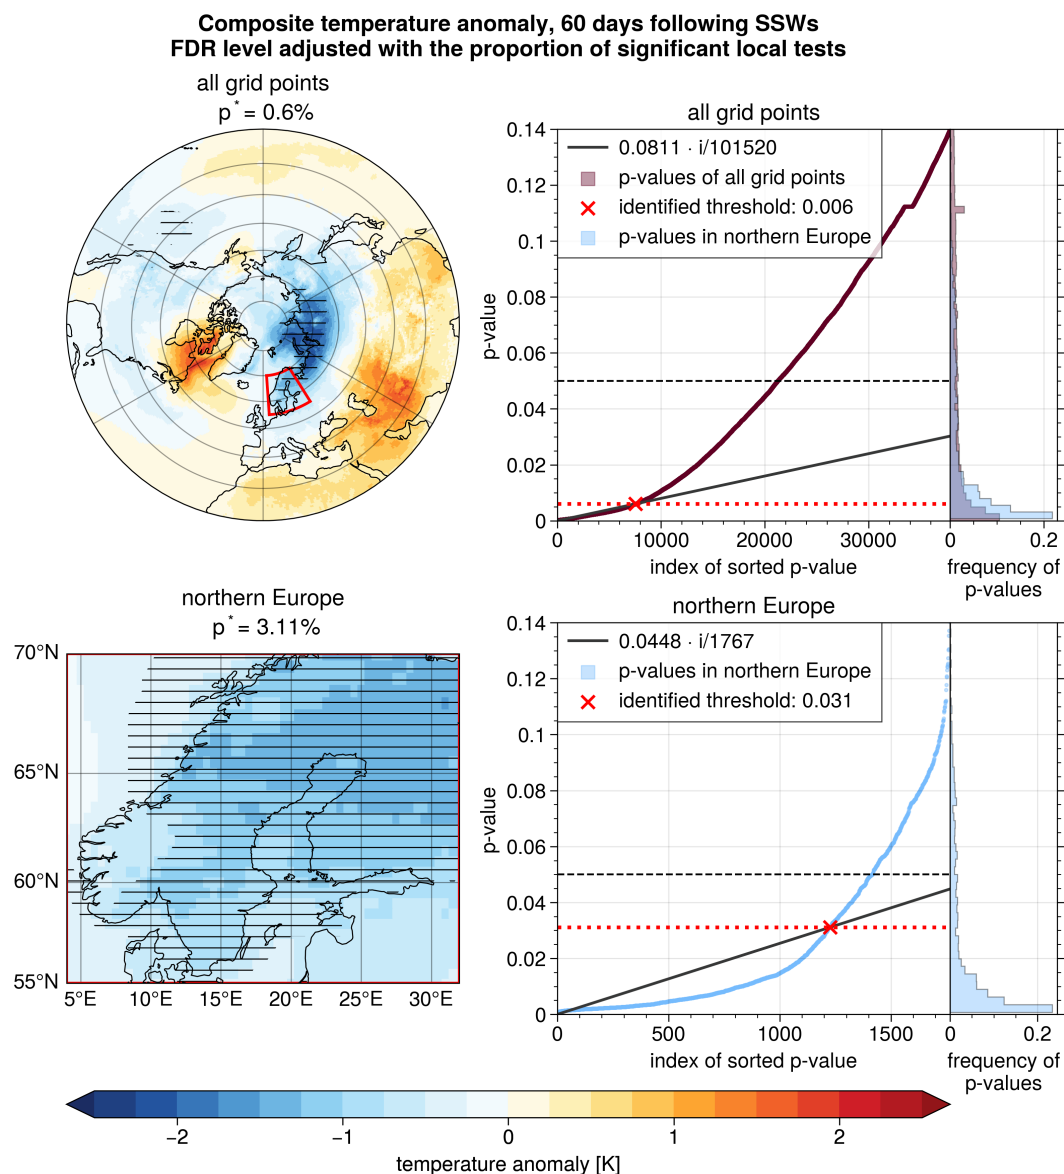 Composite temperature anomaly, 60 days following SSWs
FDR level adjusted with the proportion of significant local tests
all grid points
p* = 0.6%
all grid points
0.14
0.12
0.1
0.08
0.06
0.04
0.02
0
p-value
0.0811 · i/101520
p-values of all grid points
identified threshold: 0.006
p-values in northern Europe
0 10000 20000 30000
index of sorted p-value
0 0.2
frequency of
p-values
northern Europe
p* = 3.11%
70°N
65°N
60°N
55°N
5°E 10°E 15°E 20°E 25°E 30°E
northern Europe
0.14
0.12
0.1
0.08
0.06
0.04
0.02
0
p-value
0.0448 · i/1767
p-values in northern Europe
identified threshold: 0.031
0 500 1000 1500
index of sorted p-value
0 0.2
frequency of
p-values
−2 −1 0 1 2
temperature anomaly [K]